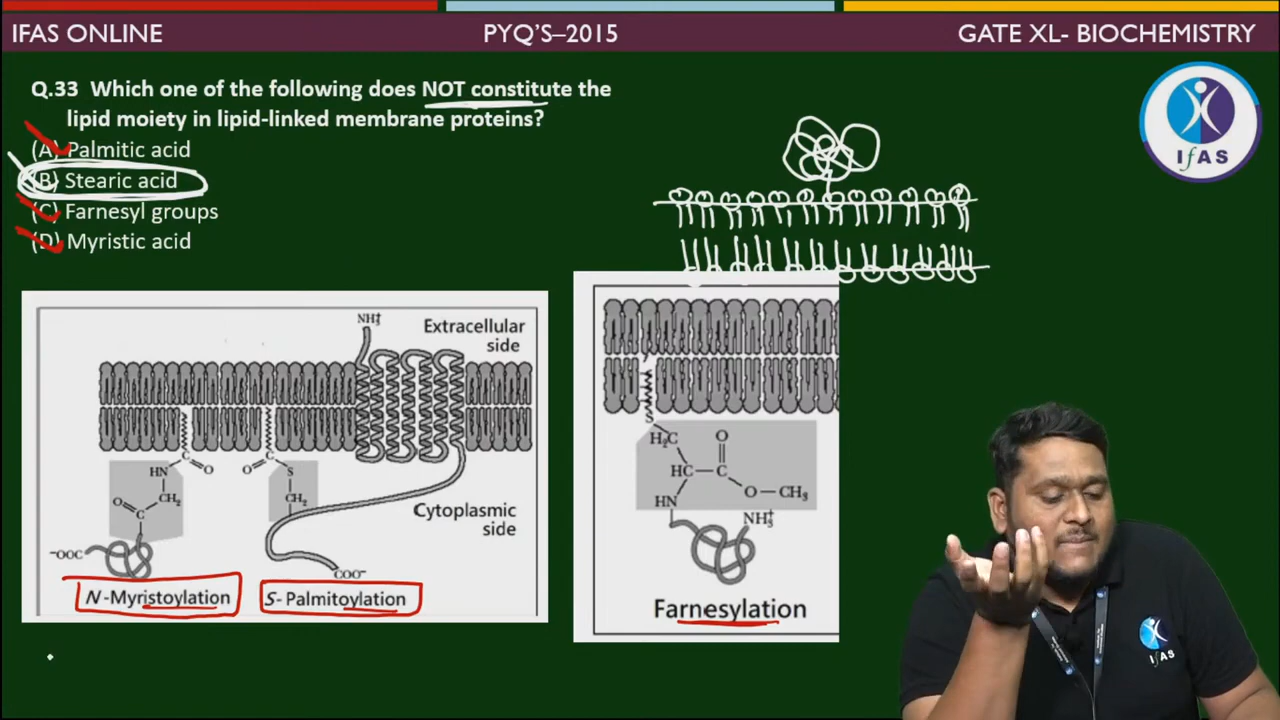 IFAS ONLINE
PYQ'S–2015
GATE XL- BIOCHEMISTRY
Q.33 Which one of the following does NOT constitute the
lipid moiety in lipid-linked membrane proteins?
(A) Palmitic acid
(B) Stearic acid
(C) Farnesyl groups
(D) Myristic acid
IfAS
NH₃⁺
Extracellular
side
C
O
O
C
HN
S
O
CH₂
CH₂
C
Cytoplasmic
side
⁻OOC
COO⁻
N-Myristoylation
S-Palmitoylation
S
H₂C
O
HC—C
O—CH₃
HN
NH₃⁺
Farnesylation
IfAS